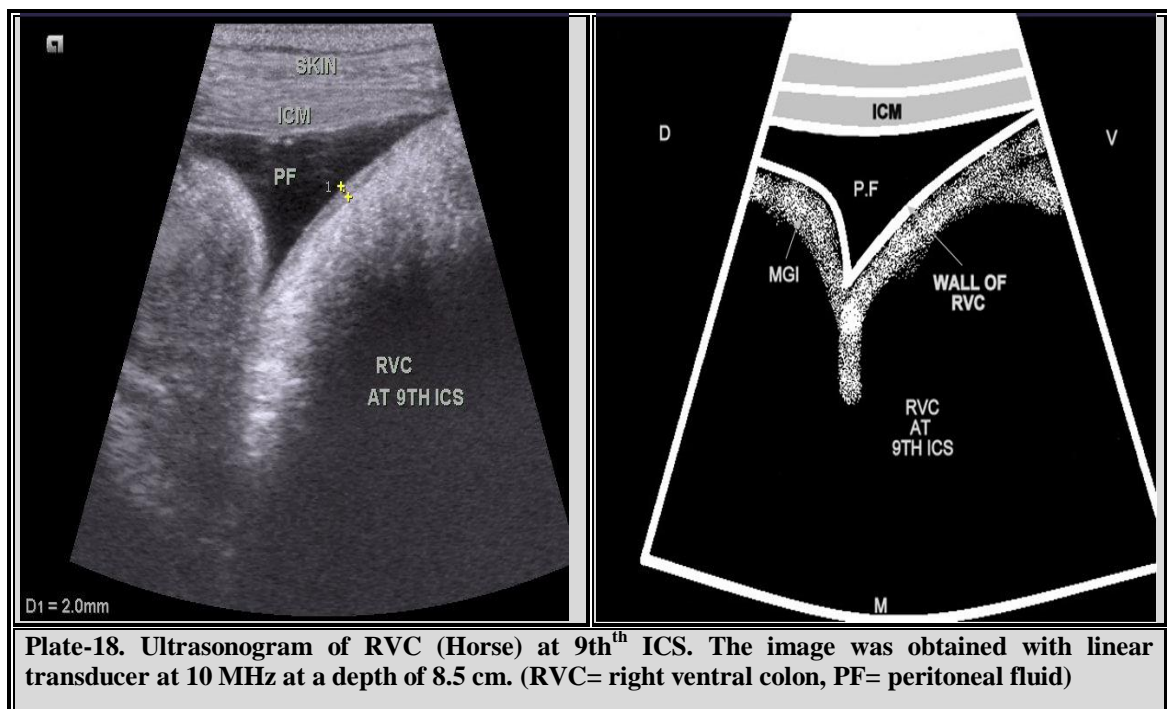 SKIN
ICM
PF
1
RVC
AT 9TH ICS
D1 = 2.0mm
ICM
D
V
P.F
MGI
WALL OF
RVC
RVC
AT
9TH ICS
M
Plate-18. Ultrasonogram of RVC (Horse) at 9th^th ICS. The image was obtained with linear
transducer at 10 MHz at a depth of 8.5 cm. (RVC= right ventral colon, PF= peritoneal fluid)